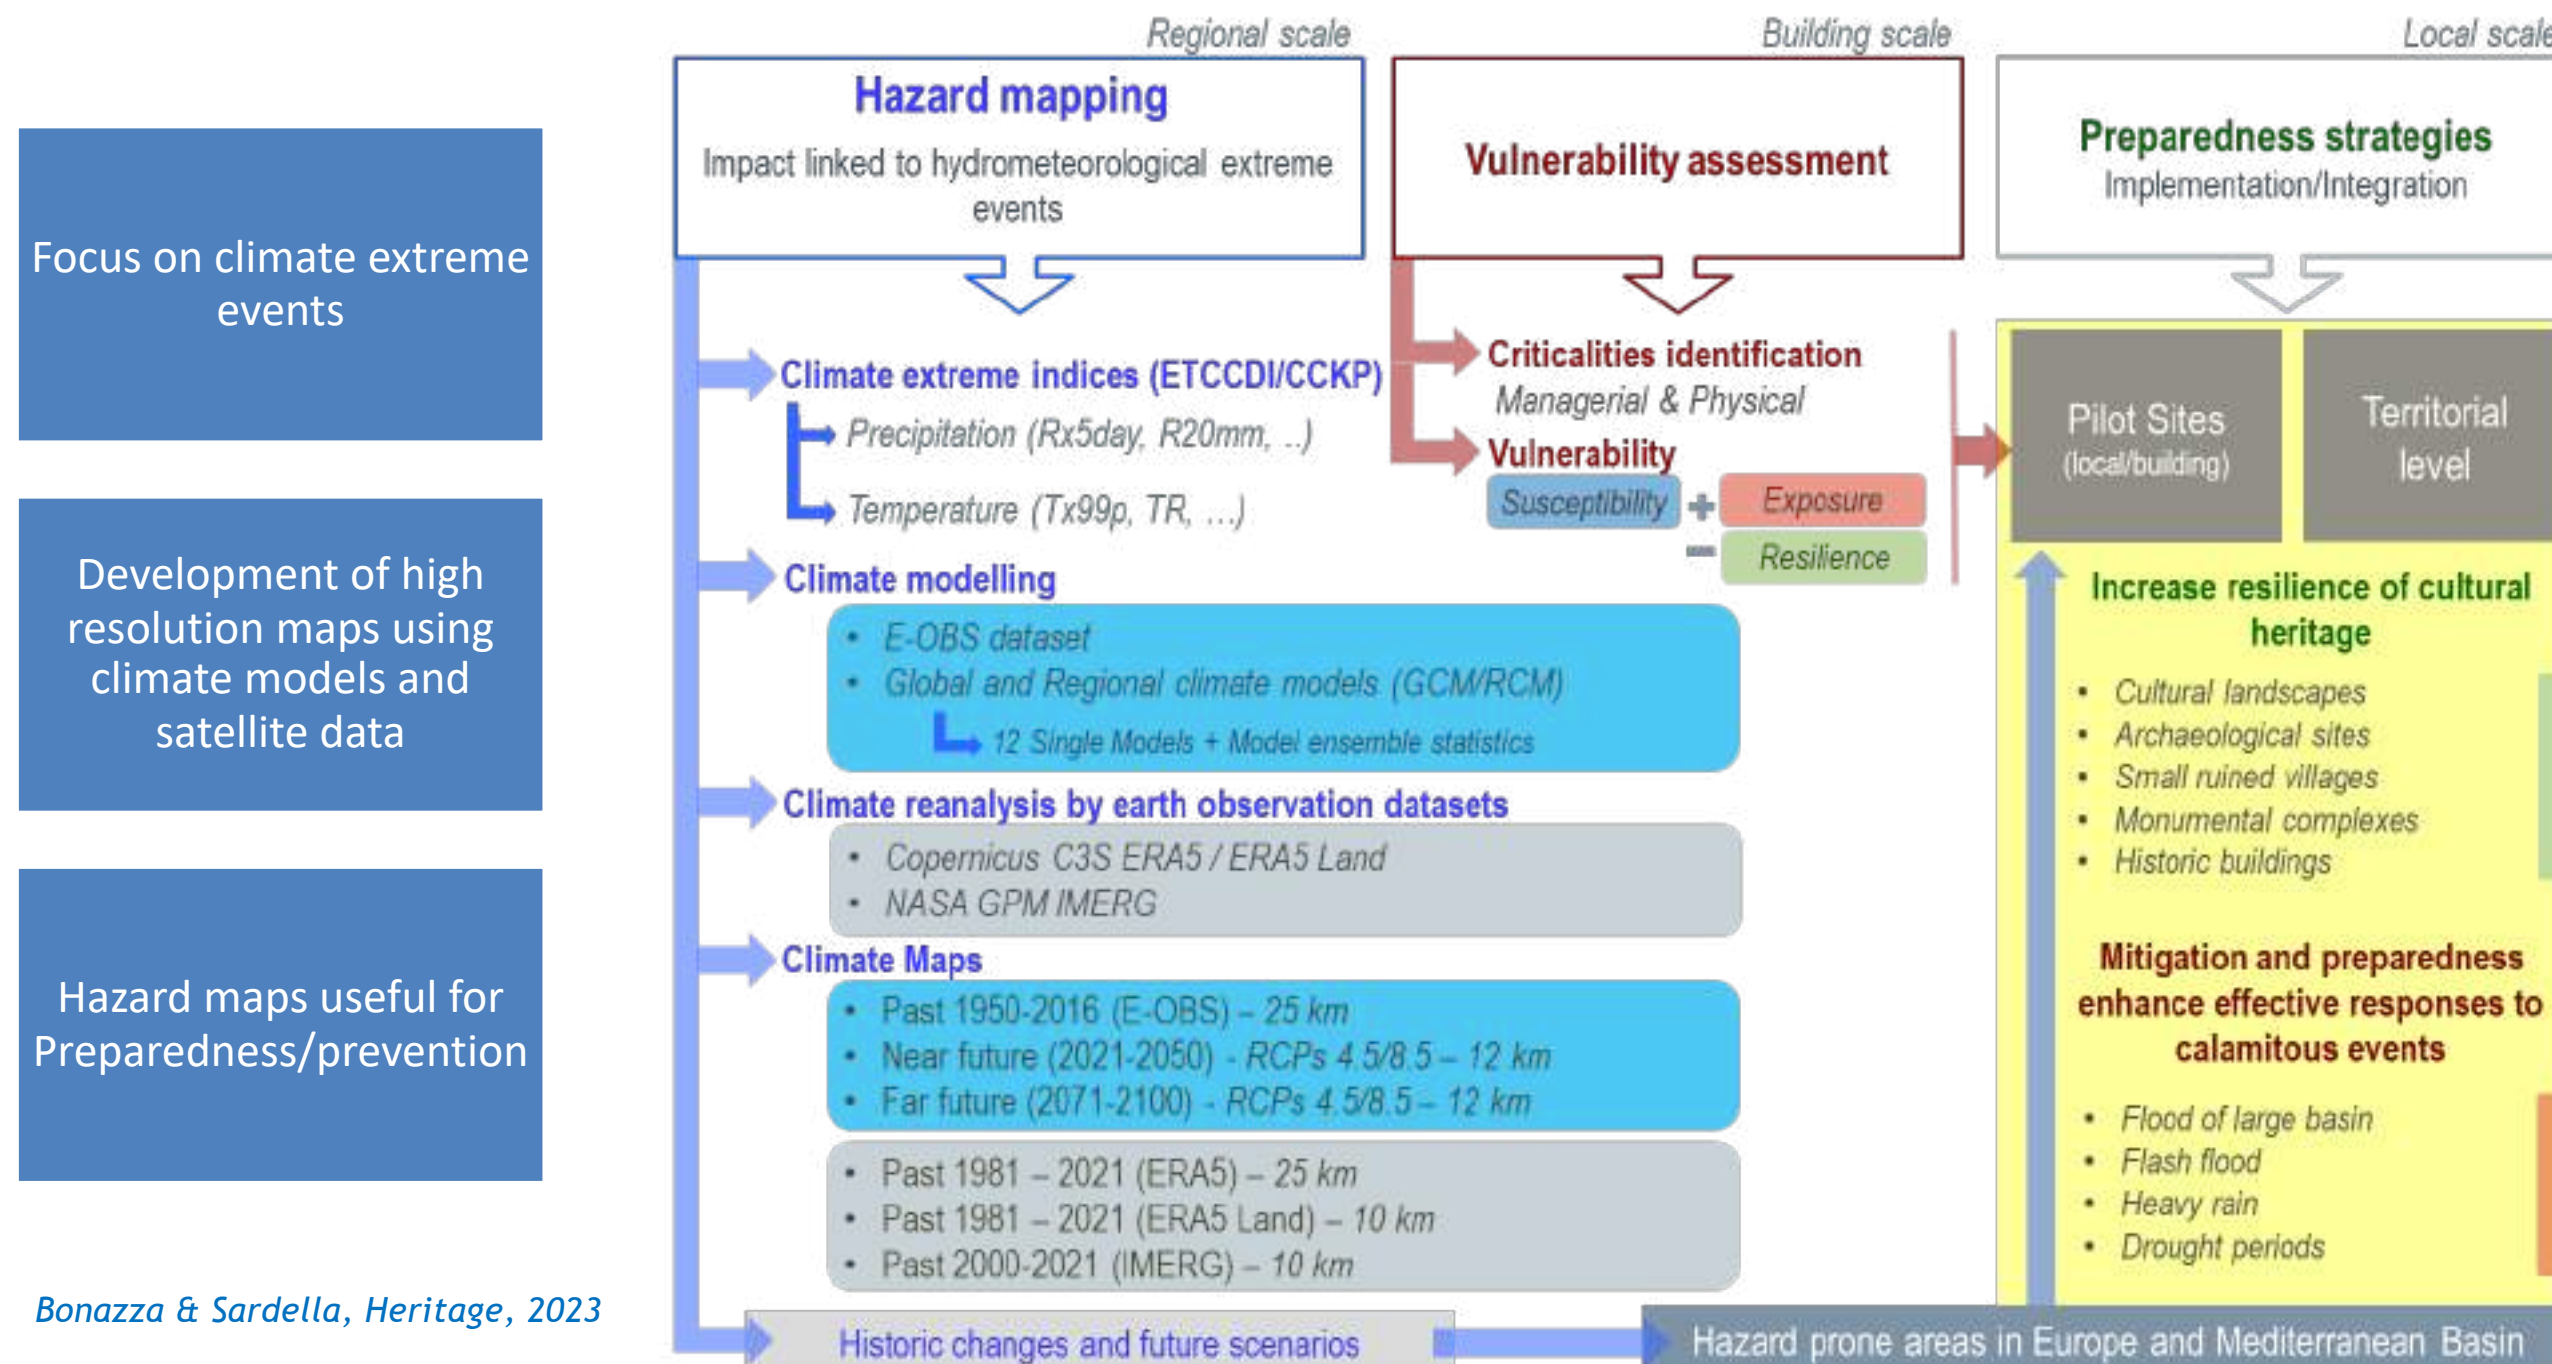 Focus on climate extreme
events
Development of high
resolution maps using
climate models and
satellite data
Hazard maps useful for
Preparedness/prevention
Bonazza & Sardella, Heritage, 2023
Regional scale
Hazard mapping
Impact linked to hydrometeorological extreme
events
Climate extreme indices (ETCCDI/CCKP)
Precipitation (Rx5day, R20mm, ..)
Temperature (Tx99p, TR, ...)
Climate modelling
• E-OBS dataset
• Global and Regional climate models (GCM/RCM)
12 Single Models + Model ensemble statistics
Climate reanalysis by earth observation datasets
• Copernicus C3S ERA5 / ERA5 Land
• NASA GPM IMERG
Climate Maps
• Past 1950-2016 (E-OBS) – 25 km
• Near future (2021-2050) - RCPs 4.5/8.5 – 12 km
• Far future (2071-2100) - RCPs 4.5/8.5 – 12 km
• Past 1981 – 2021 (ERA5) – 25 km
• Past 1981 – 2021 (ERA5 Land) – 10 km
• Past 2000-2021 (IMERG) – 10 km
Historic changes and future scenarios
Building scale
Vulnerability assessment
Criticalities identification
Managerial & Physical
Vulnerability
Susceptibility + Exposure
– Resilience
Local scale
Preparedness strategies
Implementation/Integration
Pilot Sites
(local/building)
Territorial
level
Increase resilience of cultural
heritage
• Cultural landscapes
• Archaeological sites
• Small ruined villages
• Monumental complexes
• Historic buildings
Mitigation and preparedness
enhance effective responses to
calamitous events
• Flood of large basin
• Flash flood
• Heavy rain
• Drought periods
Hazard prone areas in Europe and Mediterranean Basin